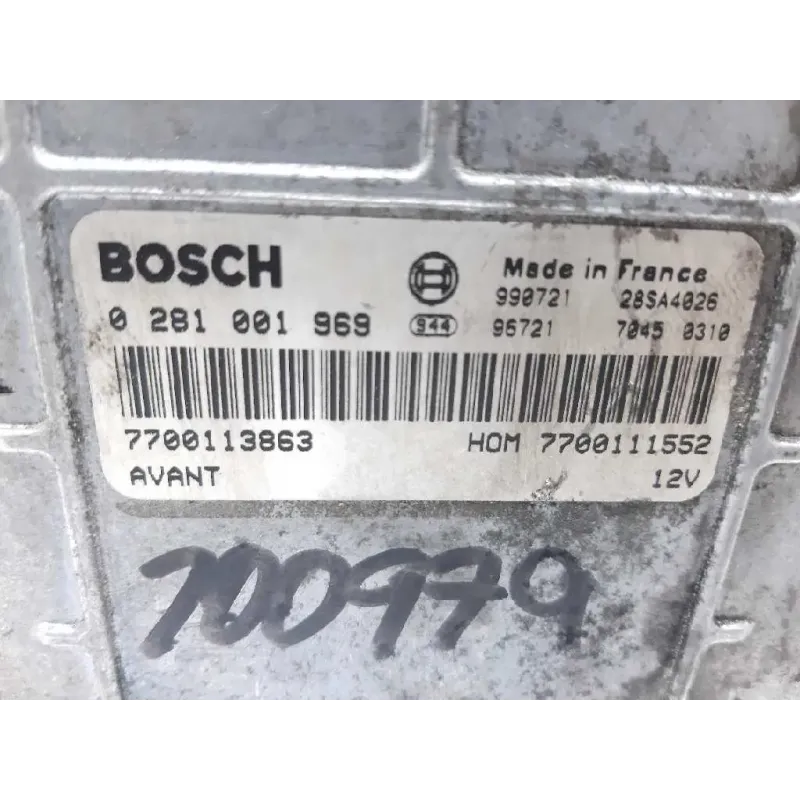 BOSCH Made in France
990721 28SA4026
0 281 001 969 944 96721 7045 0310
7700113863 HOM 7700111552
AVANT 12V
700979